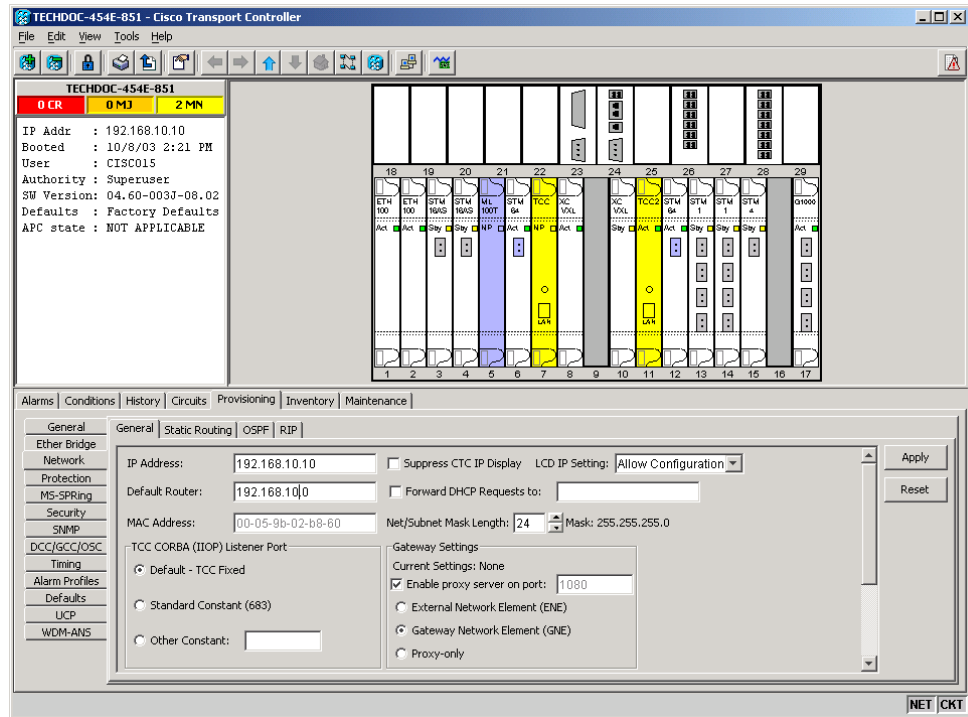 TECHDOC-454E-851 - Cisco Transport Controller
File Edit View Tools Help
TECHDOC-454E-851
0 CR 0 MJ 2 MN
IP Addr : 192.168.10.10
Booted : 10/8/03 2:21 PM
User : CISCO15
Authority : Superuser
SW Version: 04.60-003J-08.02
Defaults : Factory Defaults
APC state : NOT APPLICABLE
18 19 20 21 22 23 24 25 26 27 28 29
ETH 100 ETH 100 STM 16AS STM 16AS ML 100T STM 64 TCC XC VXL XC VXL TCC2 STM 64 STM 1 STM 1 STM 4 G1000
Act Act Stby Stby NP Act NP Act Stby Act Act Stby Stby Stby Act
LAN LAN
1 2 3 4 5 6 7 8 9 10 11 12 13 14 15 16 17
Alarms Conditions History Circuits Provisioning Inventory Maintenance
General
Ether Bridge
Network
Protection
MS-SPRing
Security
SNMP
DCC/GCC/OSC
Timing
Alarm Profiles
Defaults
UCP
WDM-ANS
General Static Routing OSPF RIP
IP Address: 192.168.10.10 Suppress CTC IP Display LCD IP Setting: Allow Configuration
Default Router: 192.168.10.0 Forward DHCP Requests to:
MAC Address: 00-05-9b-02-b8-60 Net/Subnet Mask Length: 24 Mask: 255.255.255.0
TCC CORBA (IIOP) Listener Port
Default - TCC Fixed
Standard Constant (683)
Other Constant:
Gateway Settings
Current Settings: None
Enable proxy server on port: 1080
External Network Element (ENE)
Gateway Network Element (GNE)
Proxy-only
Apply
Reset
NET CKT